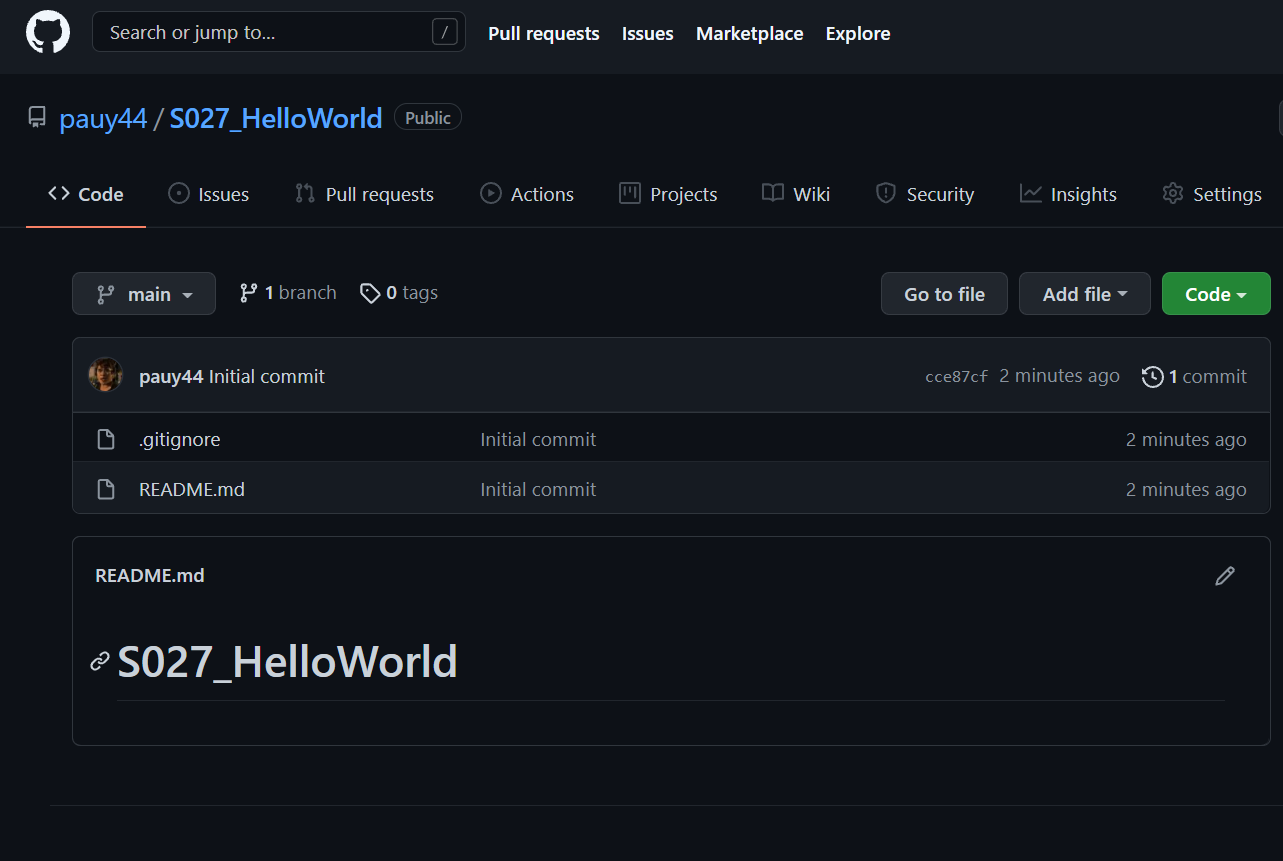 Search or jump to... / Pull requests Issues Marketplace Explore
pauy44 / S027_HelloWorld Public
Code Issues Pull requests Actions Projects Wiki Security Insights Settings
main 1 branch 0 tags Go to file Add file Code
pauy44 Initial commit cce87cf 2 minutes ago 1 commit
.gitignore Initial commit 2 minutes ago
README.md Initial commit 2 minutes ago
README.md
S027_HelloWorld